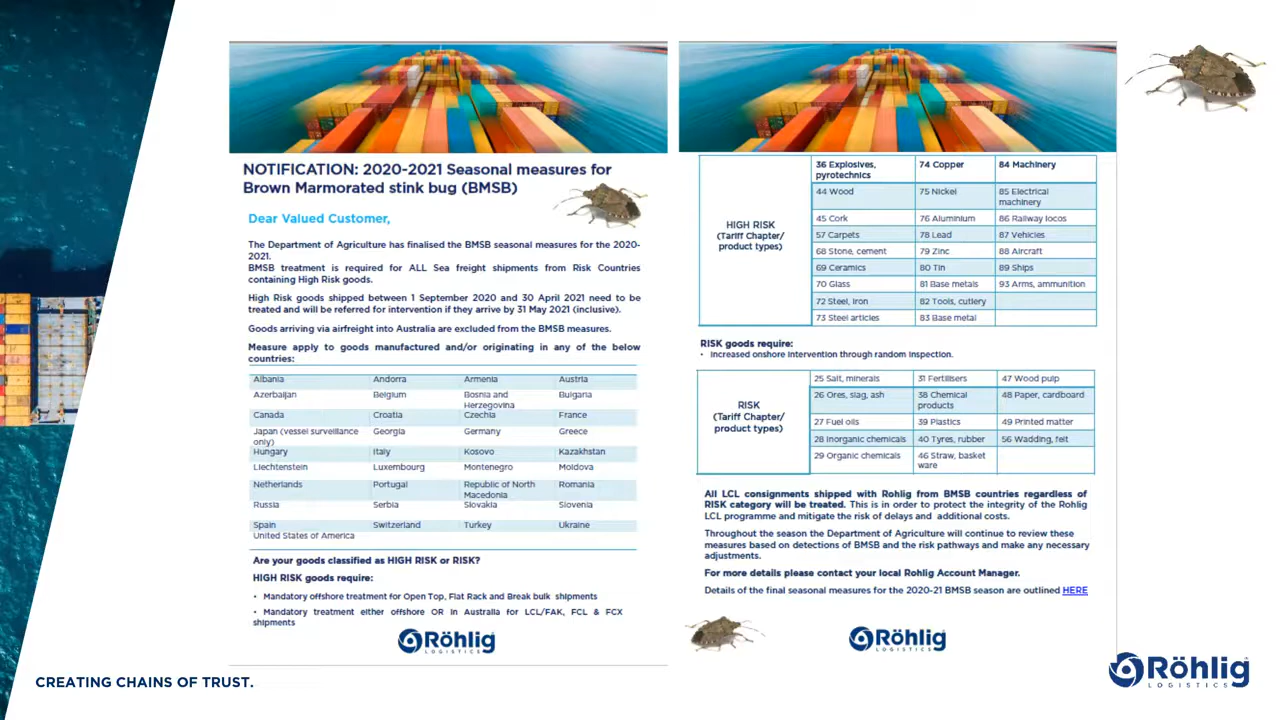 NOTIFICATION: 2020-2021 Seasonal measures for
Brown Marmorated stink bug (BMSB)
Dear Valued Customer,
The Department of Agriculture has finalised the BMSB seasonal measures for the 2020-
2021.
BMSB treatment is required for ALL Sea freight shipments from Risk Countries
containing High Risk goods.
High Risk goods shipped between 1 September 2020 and 30 April 2021 need to be
treated and will be referred for intervention if they arrive by 31 May 2021 (inclusive).
Goods arriving via airfreight into Australia are excluded from the BMSB measures.
Measure apply to goods manufactured and/or originating in any of the below
countries:
Albania Andorra Armenia Austria
Azerbaijan Belgium Bosnia and Bulgaria
Herzegovina
Canada Croatia Czechia France
Japan (vessel surveillance Georgia Germany Greece
only)
Hungary Italy Kosovo Kazakhstan
Liechtenstein Luxembourg Montenegro Moldova
Netherlands Portugal Republic of North Romania
Macedonia
Russia Serbia Slovakia Slovenia
Spain Switzerland Turkey Ukraine
United States of America
Are your goods classified as HIGH RISK or RISK?
HIGH RISK goods require:
• Mandatory offshore treatment for Open Top, Flat Rack and Break bulk shipments
• Mandatory treatment either offshore OR in Australia for LCL/FAK, FCL & FCX
shipments
Röhlig
LOGISTICS
HIGH RISK
(Tariff Chapter/
product types)
36 Explosives, 74 Copper 84 Machinery
pyrotechnics
44 Wood 75 Nickel 85 Electrical
machinery
45 Cork 76 Aluminium 86 Railway locos
57 Carpets 78 Lead 87 Vehicles
68 Stone, cement 79 Zinc 88 Aircraft
69 Ceramics 80 Tin 89 Ships
70 Glass 81 Base metals 93 Arms, ammunition
72 Steel, iron 82 Tools, cutlery
73 Steel articles 83 Base metal
RISK goods require:
• Increased onshore intervention through random inspection.
RISK
(Tariff Chapter/
product types)
25 Salt, minerals 31 Fertilisers 47 Wood pulp
26 Ores, slag, ash 38 Chemical 48 Paper, cardboard
products
27 Fuel oils 39 Plastics 49 Printed matter
28 Inorganic chemicals 40 Tyres, rubber 56 Wadding, felt
29 Organic chemicals 46 Straw, basket
ware
All LCL consignments shipped with Rohlig from BMSB countries regardless of
RISK category will be treated. This is in order to protect the integrity of the Rohlig
LCL programme and mitigate the risk of delays and additional costs.
Throughout the season the Department of Agriculture will continue to review these
measures based on detections of BMSB and the risk pathways and make any necessary
adjustments.
For more details please contact your local Rohlig Account Manager.
Details of the final seasonal measures for the 2020-21 BMSB season are outlined HERE
Röhlig
LOGISTICS
CREATING CHAINS OF TRUST.
Röhlig
LOGISTICS